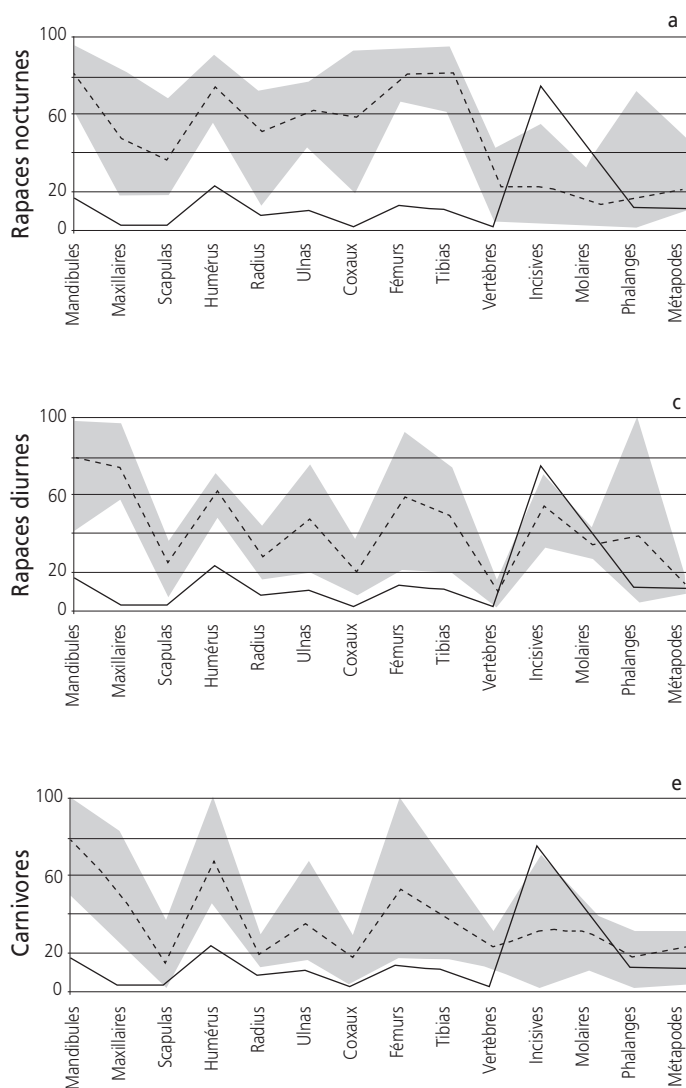 a
Rapaces nocturnes
100
60
20
0
Mandibules
Maxillaires
Scapulas
Humérus
Radius
Ulnas
Coxaux
Fémurs
Tibias
Vertèbres
Incisives
Molaires
Phalanges
Métapodes
c
Rapaces diurnes
100
60
20
0
Mandibules
Maxillaires
Scapulas
Humérus
Radius
Ulnas
Coxaux
Fémurs
Tibias
Vertèbres
Incisives
Molaires
Phalanges
Métapodes
e
Carnivores
100
60
20
0
Mandibules
Maxillaires
Scapulas
Humérus
Radius
Ulnas
Coxaux
Fémurs
Tibias
Vertèbres
Incisives
Molaires
Phalanges
Métapodes